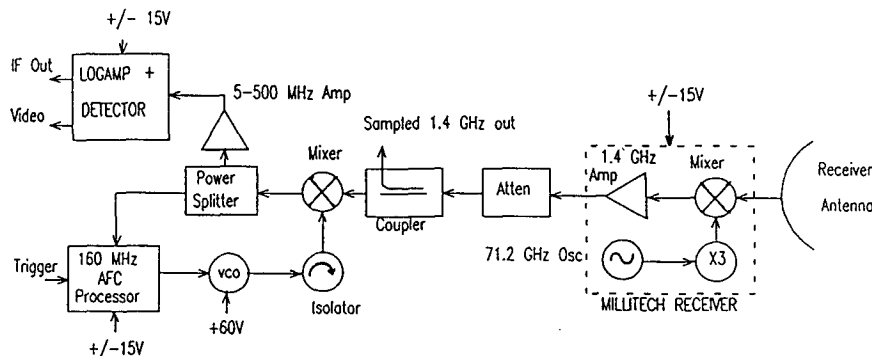 +/- 15V
IF Out
LOGAMP +
DETECTOR
Video
5-500 MHz Amp
Sampled 1.4 GHz out
Mixer
Power
Splitter
Coupler
Atten
+/-15V
1.4 GHz
Amp
Mixer
Receiver
Antenna
71.2 GHz Osc
X3
MILLITECH RECEIVER
Trigger
160 MHz
AFC
Processor
vco
+60V
Isolator
+/-15V